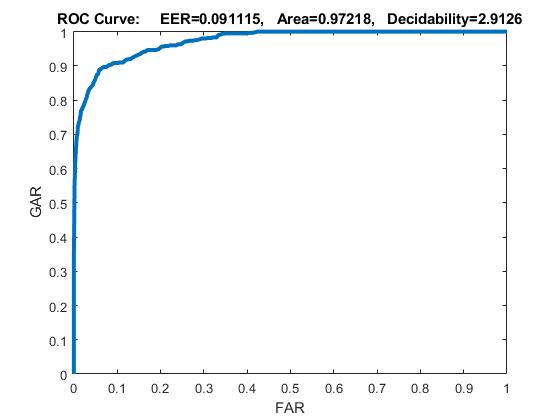 ROC Curve: EER=0.091115, Area=0.97218, Decidability=2.9126
1
0.9
0.8
0.7
0.6
0.5
0.4
0.3
0.2
0.1
0
GAR
0 0.1 0.2 0.3 0.4 0.5 0.6 0.7 0.8 0.9 1
FAR